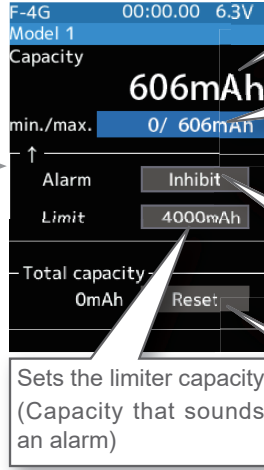 F-4G 00:00.00 6.3V
Model 1
Capacity
606mAh
min./max. 0/ 606mAh
↑
Alarm Inhibit
Limit 4000mAh
Total capacity
0mAh Reset
Sets the limiter capacity
(Capacity that sounds
an alarm)